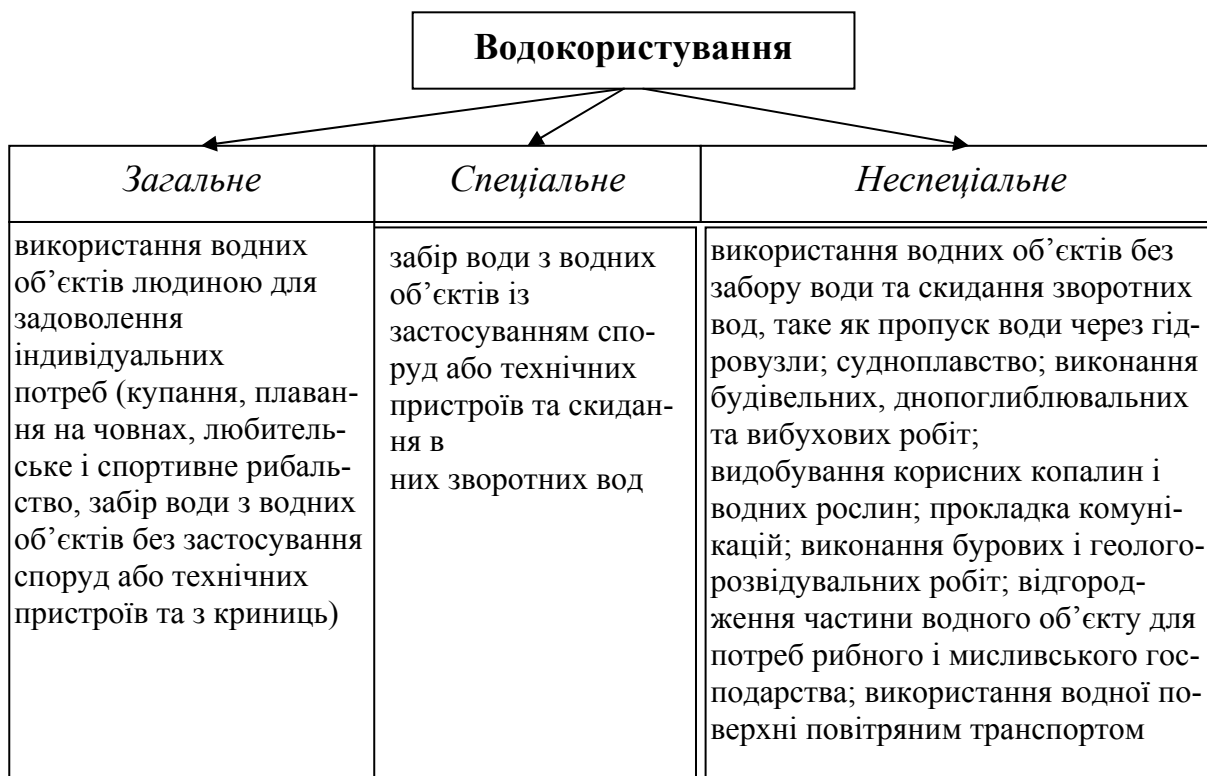 Водокористування
Загальне
Спеціальне
Неспеціальне
використання водних
об’єктів людиною для
задоволення
індивідуальних
потреб (купання, плаван-
ня на човнах, любитель-
ське і спортивне рибаль-
ство, забір води з водних
об’єктів без застосування
споруд або технічних
пристроїв та з криниць)
забір води з водних
об’єктів із
застосуванням спо-
руд або технічних
пристроїв та скидан-
ня в
них зворотних вод
використання водних об’єктів без
забору води та скидання зворотних
вод, таке як пропуск води через гід-
ровузли; судноплавство; виконання
будівельних, днопоглиблювальних
та вибухових робіт;
видобування корисних копалин і
водних рослин; прокладка комуні-
кацій; виконання бурових і геолого-
розвідувальних робіт; відгород-
ження частини водного об’єкту для
потреб рибного і мисливського гос-
подарства; використання водної по-
верхні повітряним транспортом